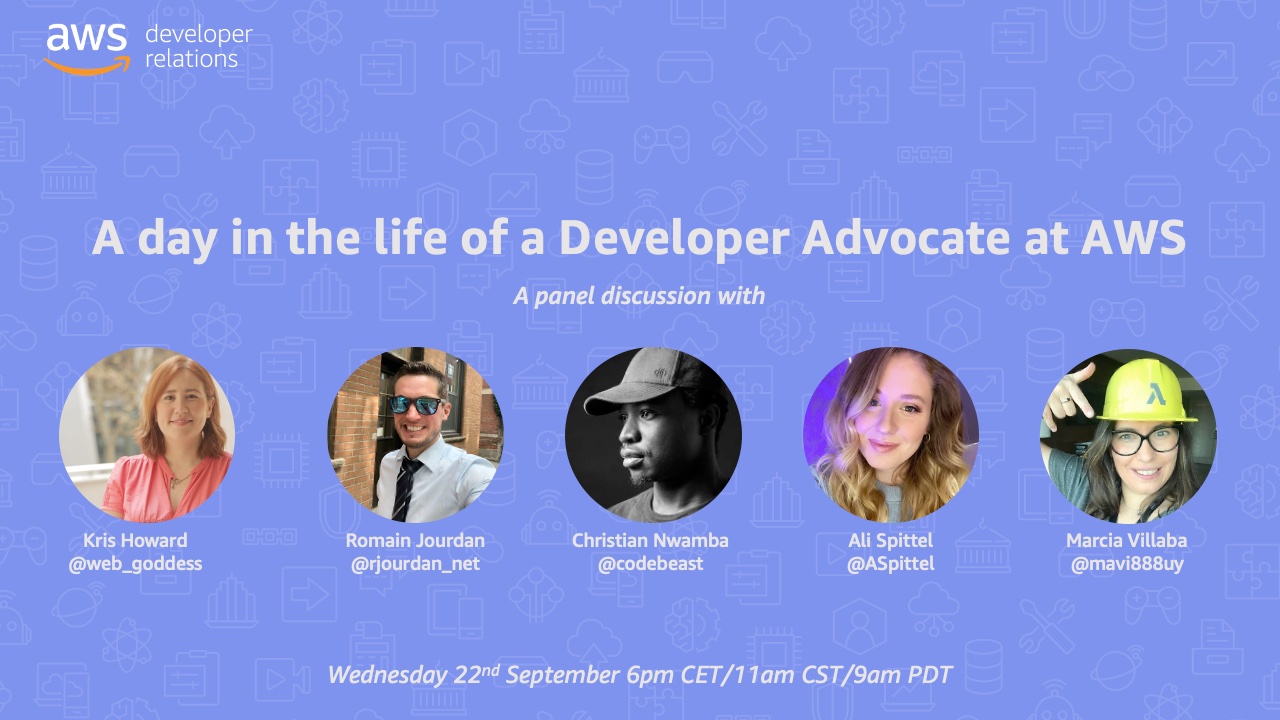 aws developer
relations
A day in the life of a Developer Advocate at AWS
A panel discussion with
Kris Howard
@web_goddess
Romain Jourdan
@rjourdan_net
Christian Nwamba
@codebeast
Ali Spittel
@ASpittel
Marcia Villaba
@mavi888uy
λ
Wednesday 22nd September 6pm CET/11am CST/9am PDT